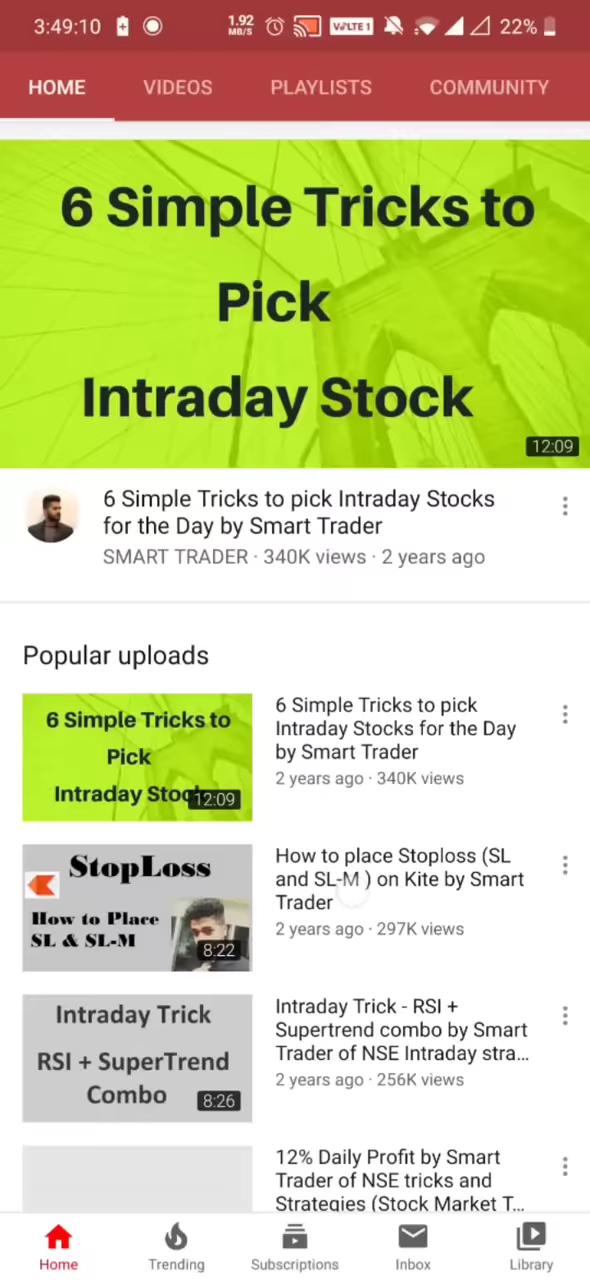 3:49:10 1.92 MB/S VoLTE 1 22%
HOME VIDEOS PLAYLISTS COMMUNITY
6 Simple Tricks to
Pick
Intraday Stock
12:09
6 Simple Tricks to pick Intraday Stocks
for the Day by Smart Trader
SMART TRADER · 340K views · 2 years ago
Popular uploads
6 Simple Tricks to
Pick
Intraday Stock
12:09
6 Simple Tricks to pick
Intraday Stocks for the Day
by Smart Trader
2 years ago · 340K views
StopLoss
How to Place
SL & SL-M
8:22
How to place Stoploss (SL
and SL-M ) on Kite by Smart
Trader
2 years ago · 297K views
Intraday Trick
RSI + SuperTrend
Combo
8:26
Intraday Trick - RSI +
Supertrend combo by Smart
Trader of NSE Intraday stra...
2 years ago · 256K views
12% Daily Profit by Smart
Trader of NSE tricks and
Strategies (Stock Market T...
Home Trending Subscriptions Inbox Library